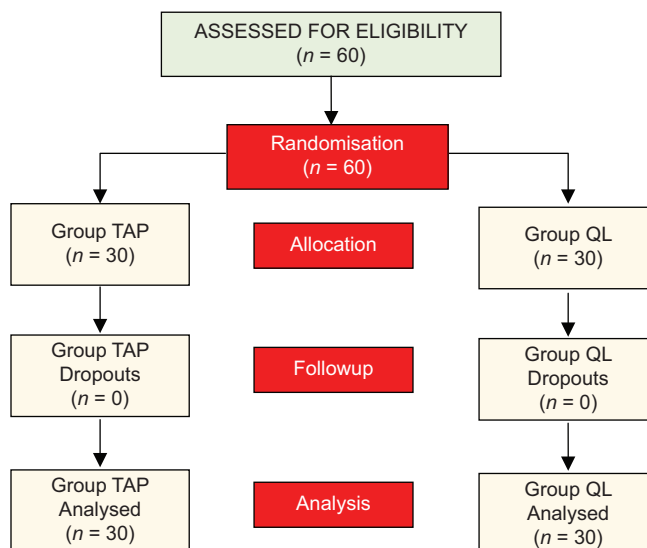 ASSESSED FOR ELIGIBILITY
(n = 60)
Randomisation
(n = 60)
Group TAP
(n = 30)
Allocation
Group QL
(n = 30)
Group TAP
Dropouts
(n = 0)
Followup
Group QL
Dropouts
(n = 0)
Group TAP
Analysed
(n = 30)
Analysis
Group QL
Analysed
(n = 30)